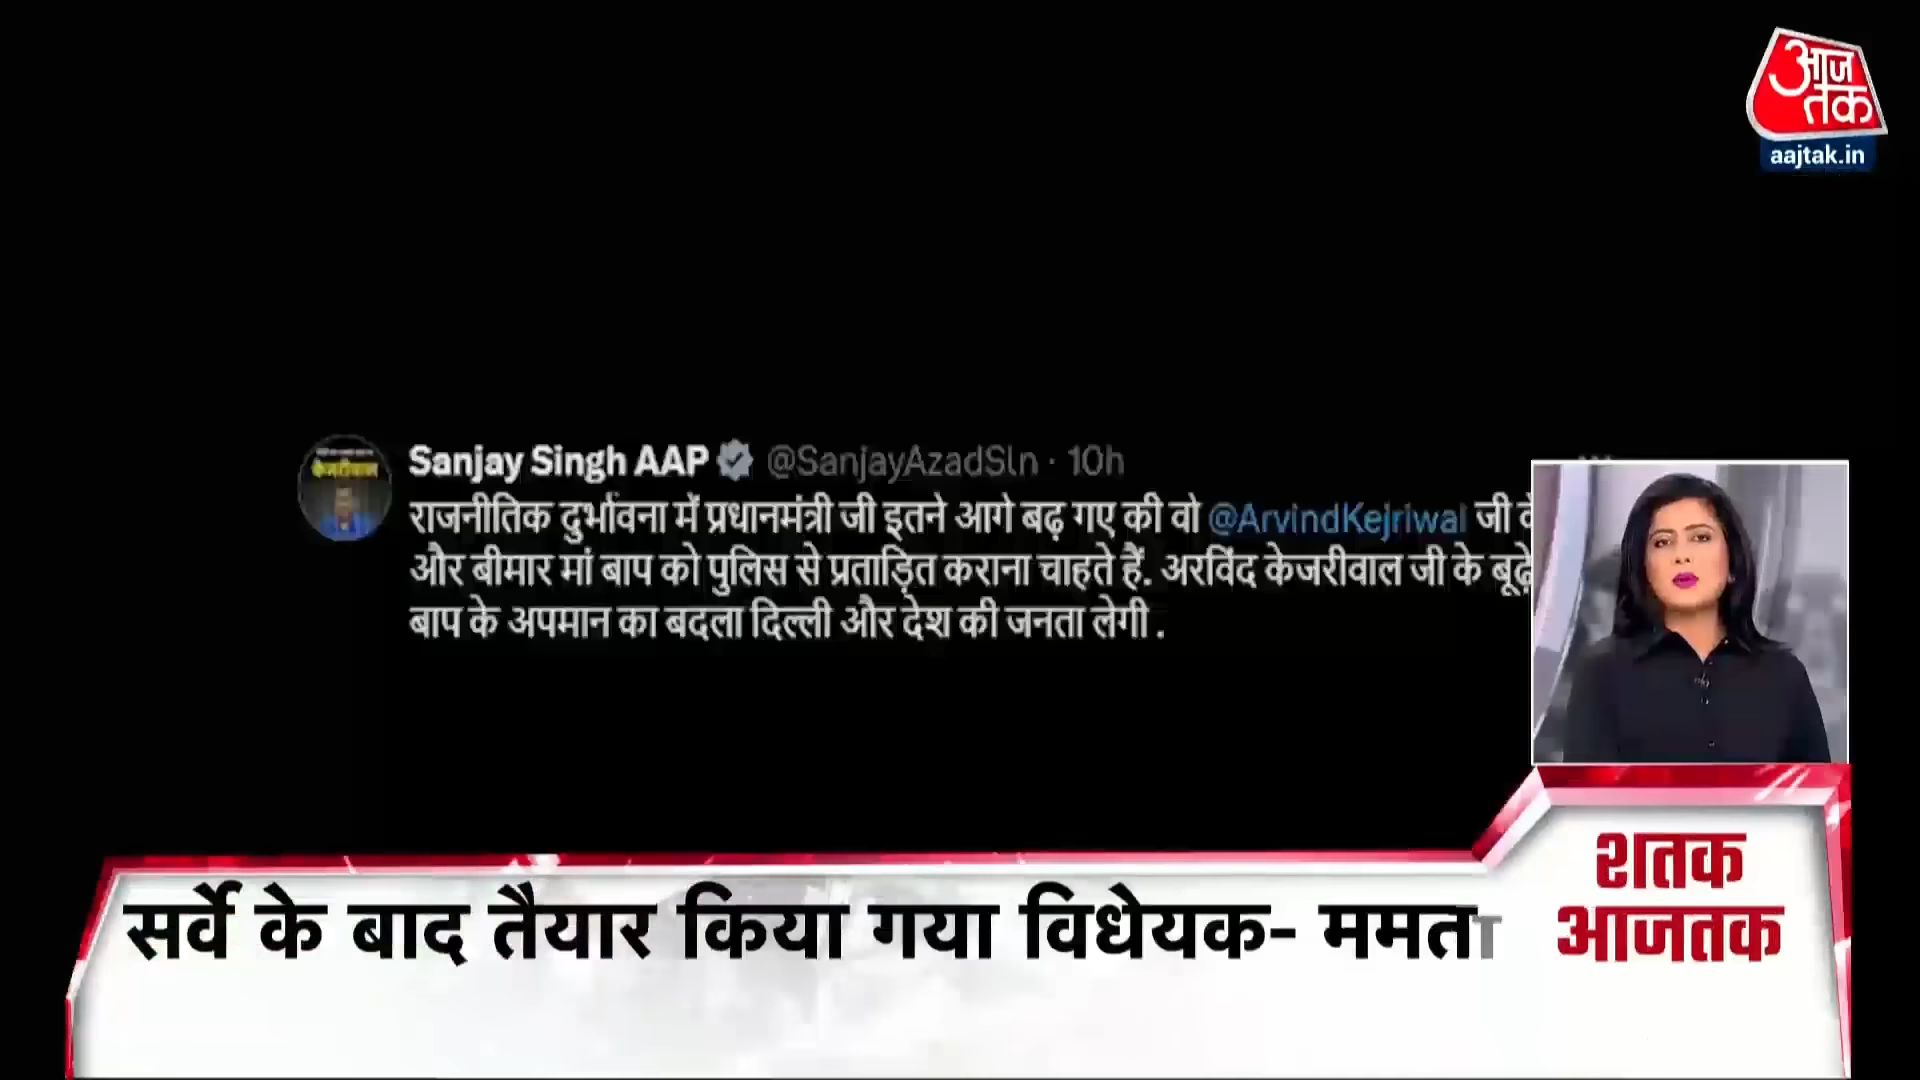 आज
तक
aajtak.in
Sanjay Singh AAP @SanjayAzadSln · 10h
राजनीतिक दुर्भावना में प्रधानमंत्री जी इतने आगे बढ़ गए की वो @ArvindKejriwal जी
और बीमार मां बाप को पुलिस से प्रताड़ित कराना चाहते हैं. अरविंद केजरीवाल जी के बूढ़े
बाप के अपमान का बदला दिल्ली और देश की जनता लेगी .
शतक
आजतक
सर्वे के बाद तैयार किया गया विधेयक- ममता